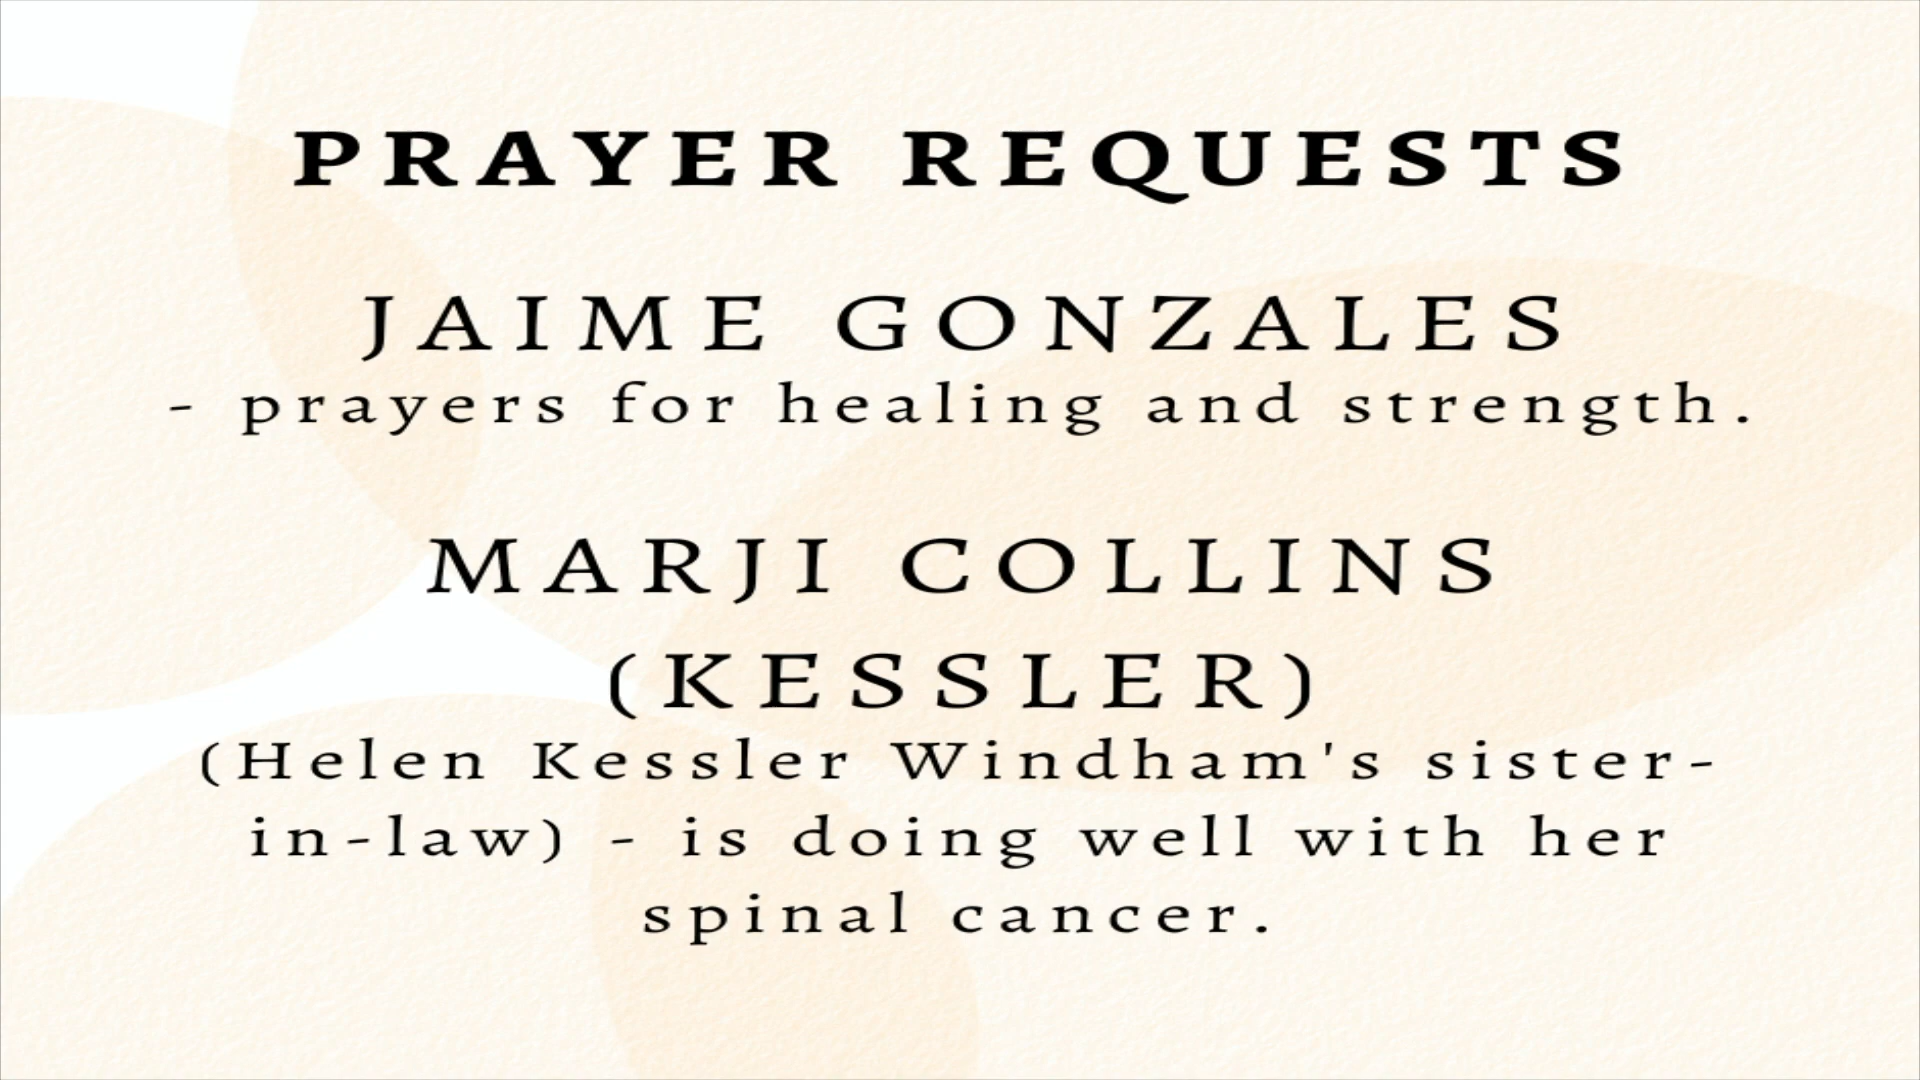 PRAYER REQUESTS
JAIME GONZALES
- prayers for healing and strength.
MARJI COLLINS
(KESSLER)
(Helen Kessler Windham's sister-
in-law) - is doing well with her
spinal cancer.